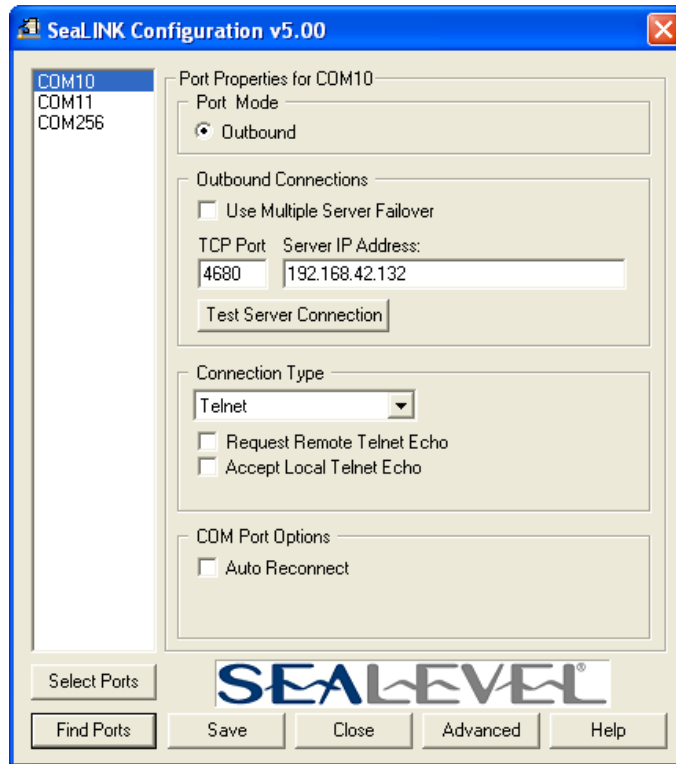 SeaLINK Configuration v5.00
COM10
COM11
COM256
Port Properties for COM10
Port Mode
Outbound
Outbound Connections
Use Multiple Server Failover
TCP Port Server IP Address:
4680 192.168.42.132
Test Server Connection
Connection Type
Telnet
Request Remote Telnet Echo
Accept Local Telnet Echo
COM Port Options
Auto Reconnect
Select Ports
SEALEVEL®
Find Ports Save Close Advanced Help